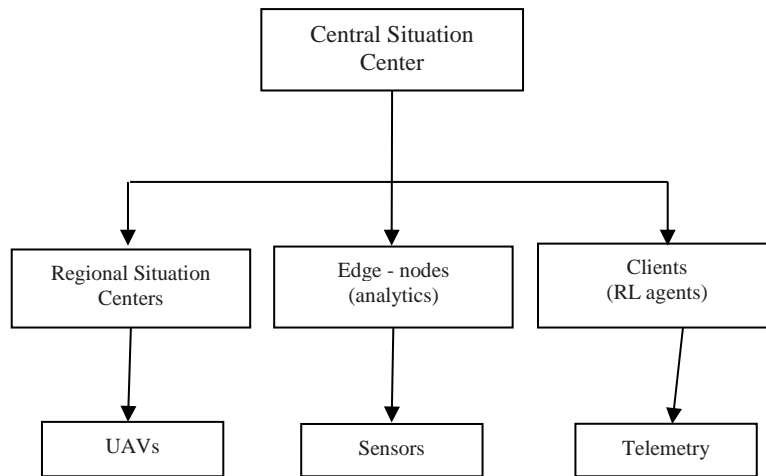 Central Situation
Center
Regional Situation
Centers
Edge - nodes
(analytics)
Clients
(RL agents)
UAVs
Sensors
Telemetry